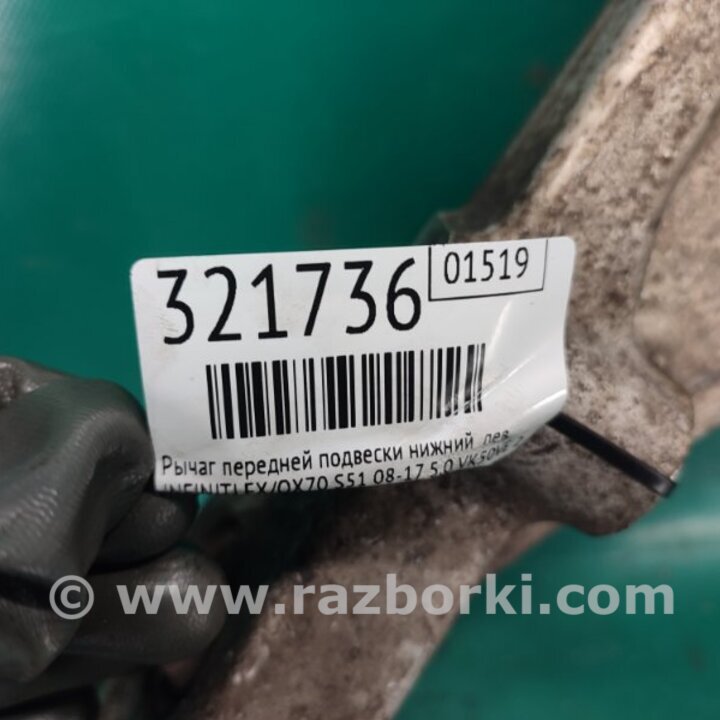 321736
01519
Рычаг передней подвески нижний лев.
INFINITI FX/QX70 S51 08-17 5.0 VK50VE
© www.razborki.com